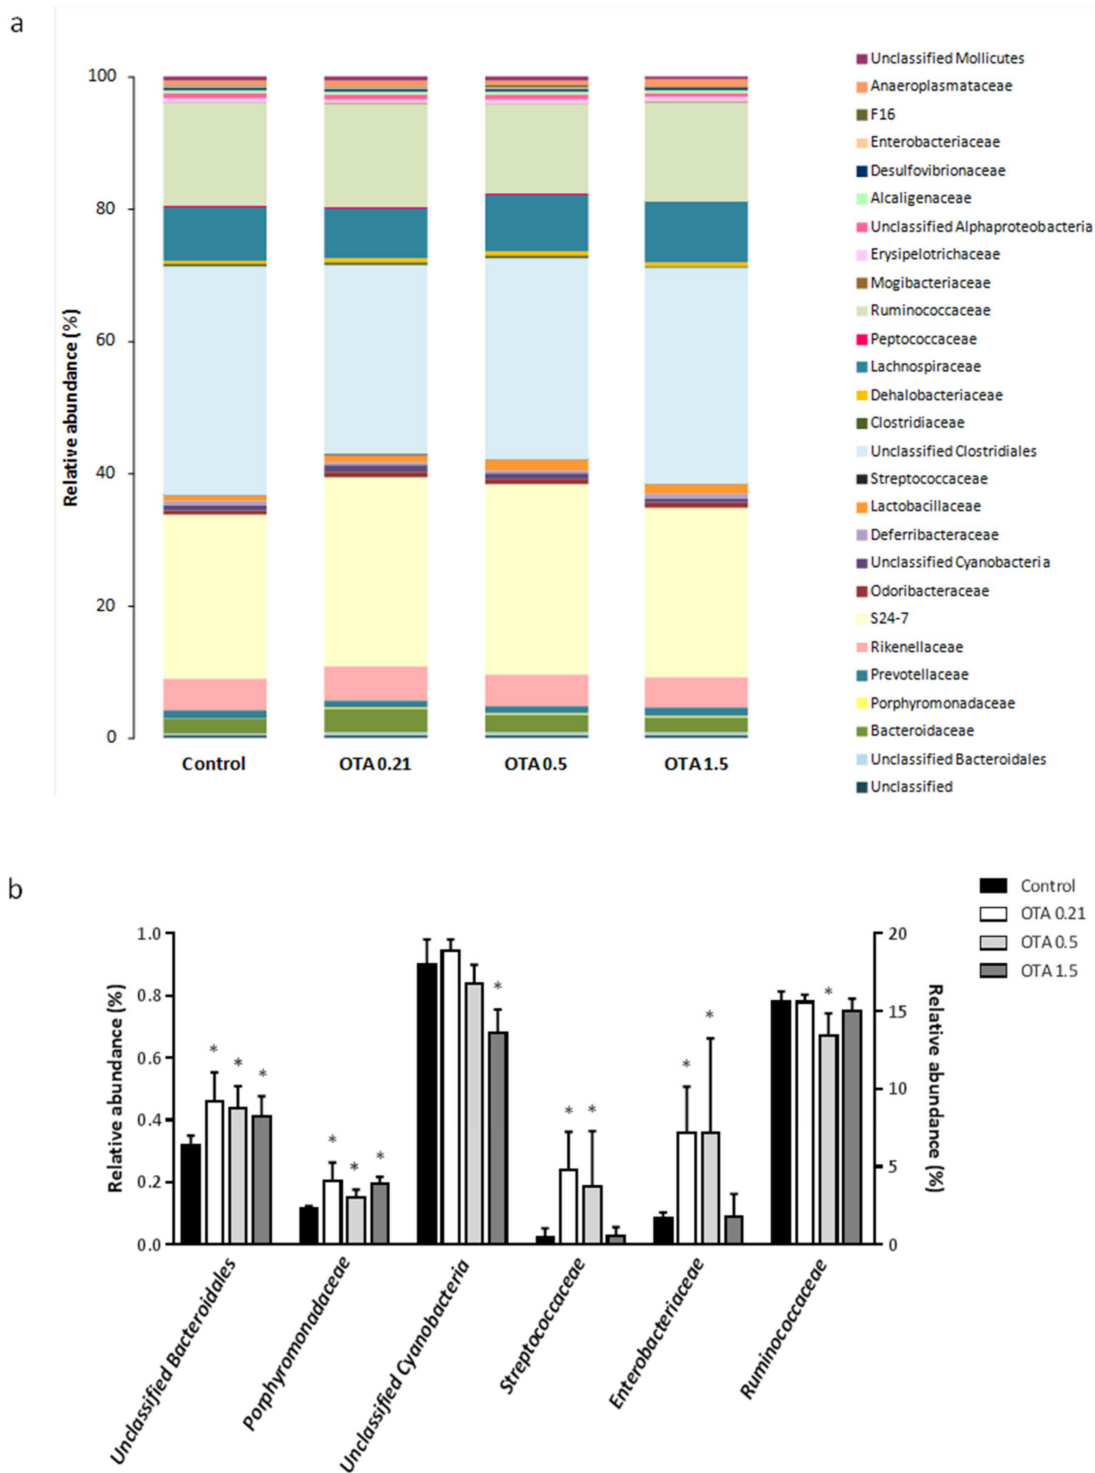 a
100
80
60
40
20
0
Relative abundance (%)
Control
OTA 0.21
OTA 0.5
OTA 1.5
Unclassified Mollicutes
Anaeroplasmataceae
F16
Enterobacteriaceae
Desulfovibrionaceae
Alcaligenaceae
Unclassified Alphaproteobacteria
Erysipelotrichaceae
Mogibacteriaceae
Ruminococcaceae
Peptococcaceae
Lachnospiraceae
Dehalobacteriaceae
Clostridiaceae
Unclassified Clostridiales
Streptococcaceae
Lactobacillaceae
Deferribacteraceae
Unclassified Cyanobacteria
Odoribacteraceae
S24-7
Rikenellaceae
Prevotellaceae
Porphyromonadaceae
Bacteroidaceae
Unclassified Bacteroidales
Unclassified
b
Control
OTA 0.21
OTA 0.5
OTA 1.5
1.0
0.8
0.6
0.4
0.2
0.0
Relative abundance (%)
* * *
* * *
*
* *
* *
*
20
15
10
5
0
Relative abundance (%)
Unclassified Bacteroidales
Porphyromonadaceae
Unclassified Cyanobacteria
Streptococcaceae
Enterobacteriaceae
Ruminococcaceae